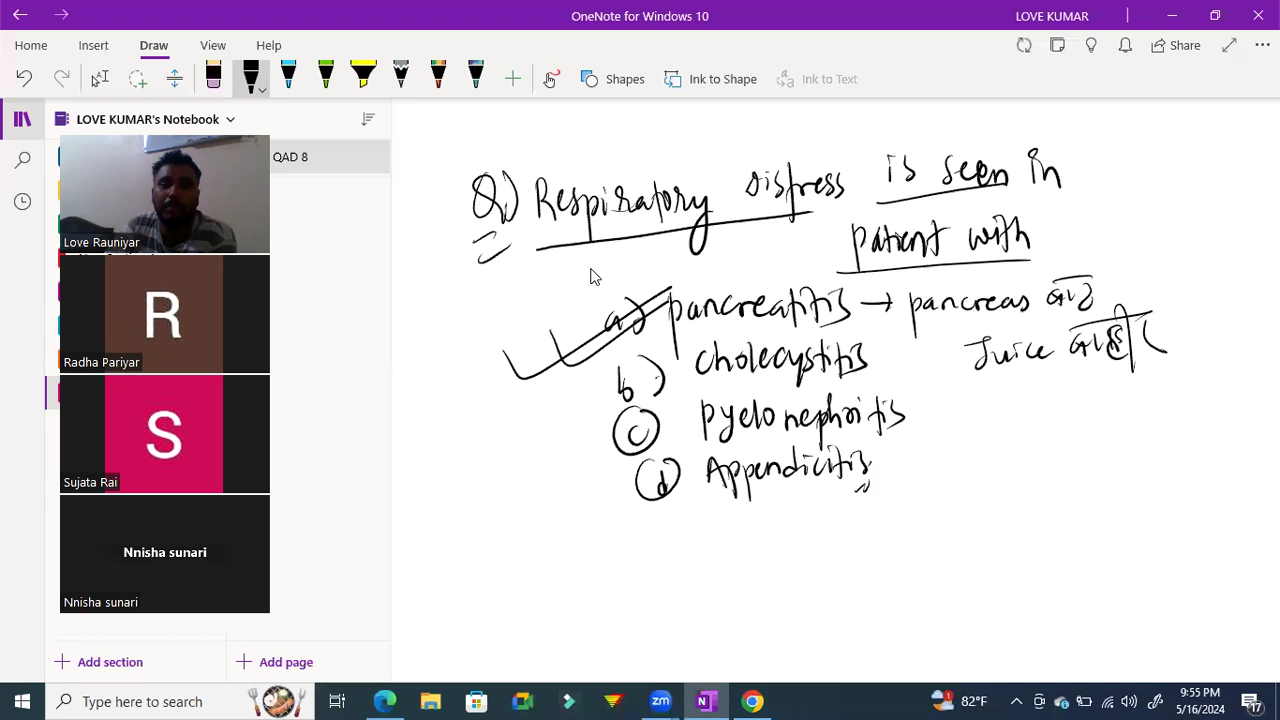 OneNote for Windows 10
LOVE KUMAR
Home Insert Draw View Help
Share
Shapes
Ink to Shape
Ink to Text
LOVE KUMAR's Notebook
QAD 8
Love Rauniyar
R
Radha Pariyar
S
Sujata Rai
Nnisha sunari
Nnisha sunari
Add section
Add page
Q.) Respiratory Distress is seen in
patient with
a) pancreatitis → pancreas
Juice
b) cholecystitis
c pyelonephritis
d Appendicitis
Type here to search
zm
N
1
82°F
9:55 PM
5/16/2024
17